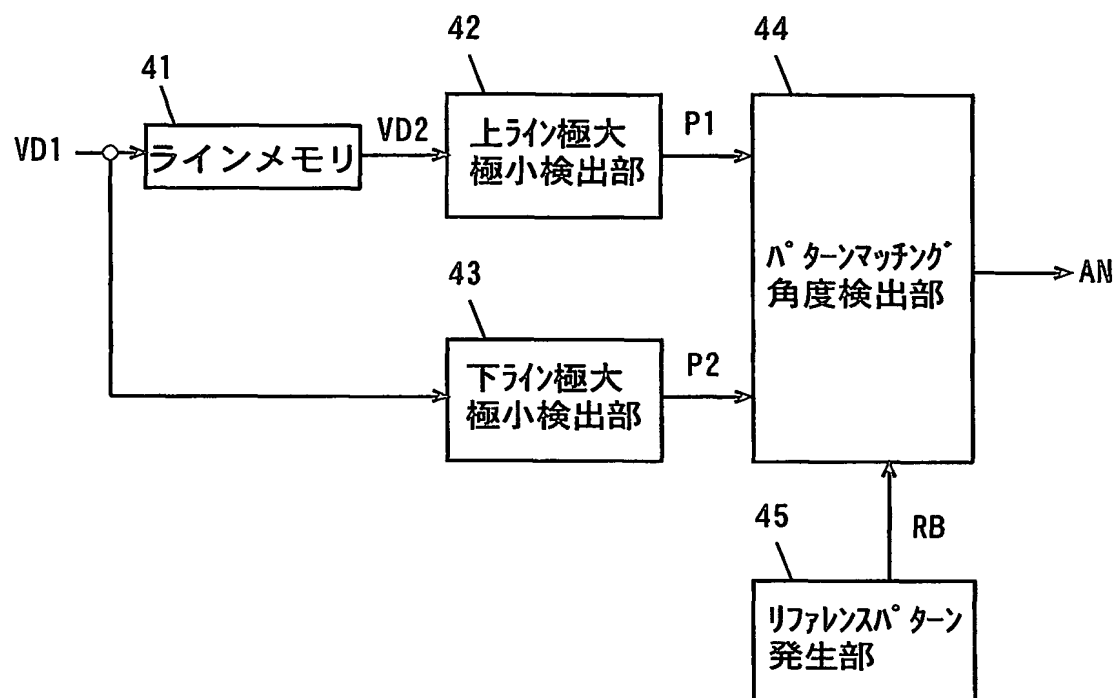 42
44
41
VD1
ラインメモリ
VD2
上ライン極大
極小検出部
P1
パターンマッチング
角度検出部
AN
43
下ライン極大
極小検出部
P2
45
RB
リファレンスパターン
発生部